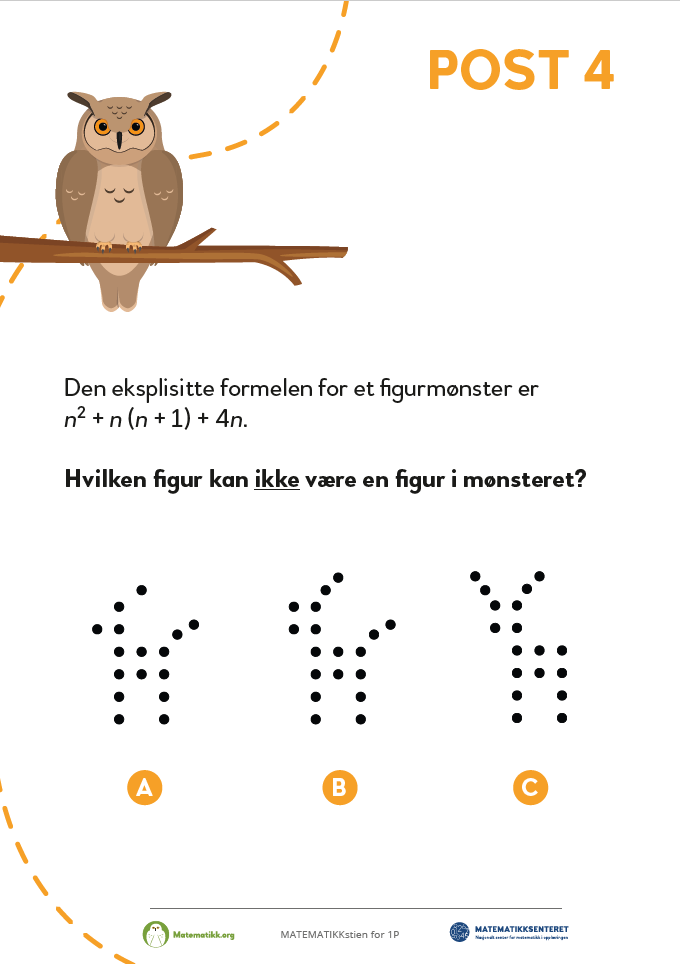 POST 4
Den eksplisitte formelen for et figurmønster er
n² + n (n + 1) + 4n.
Hvilken figur kan ikke være en figur i mønsteret?
A B C
Matematikk.org
MATEMATIKKstien for 1P
MATEMATIKKSENTERET
Nasjonalt senter for matematikk i opplæringen